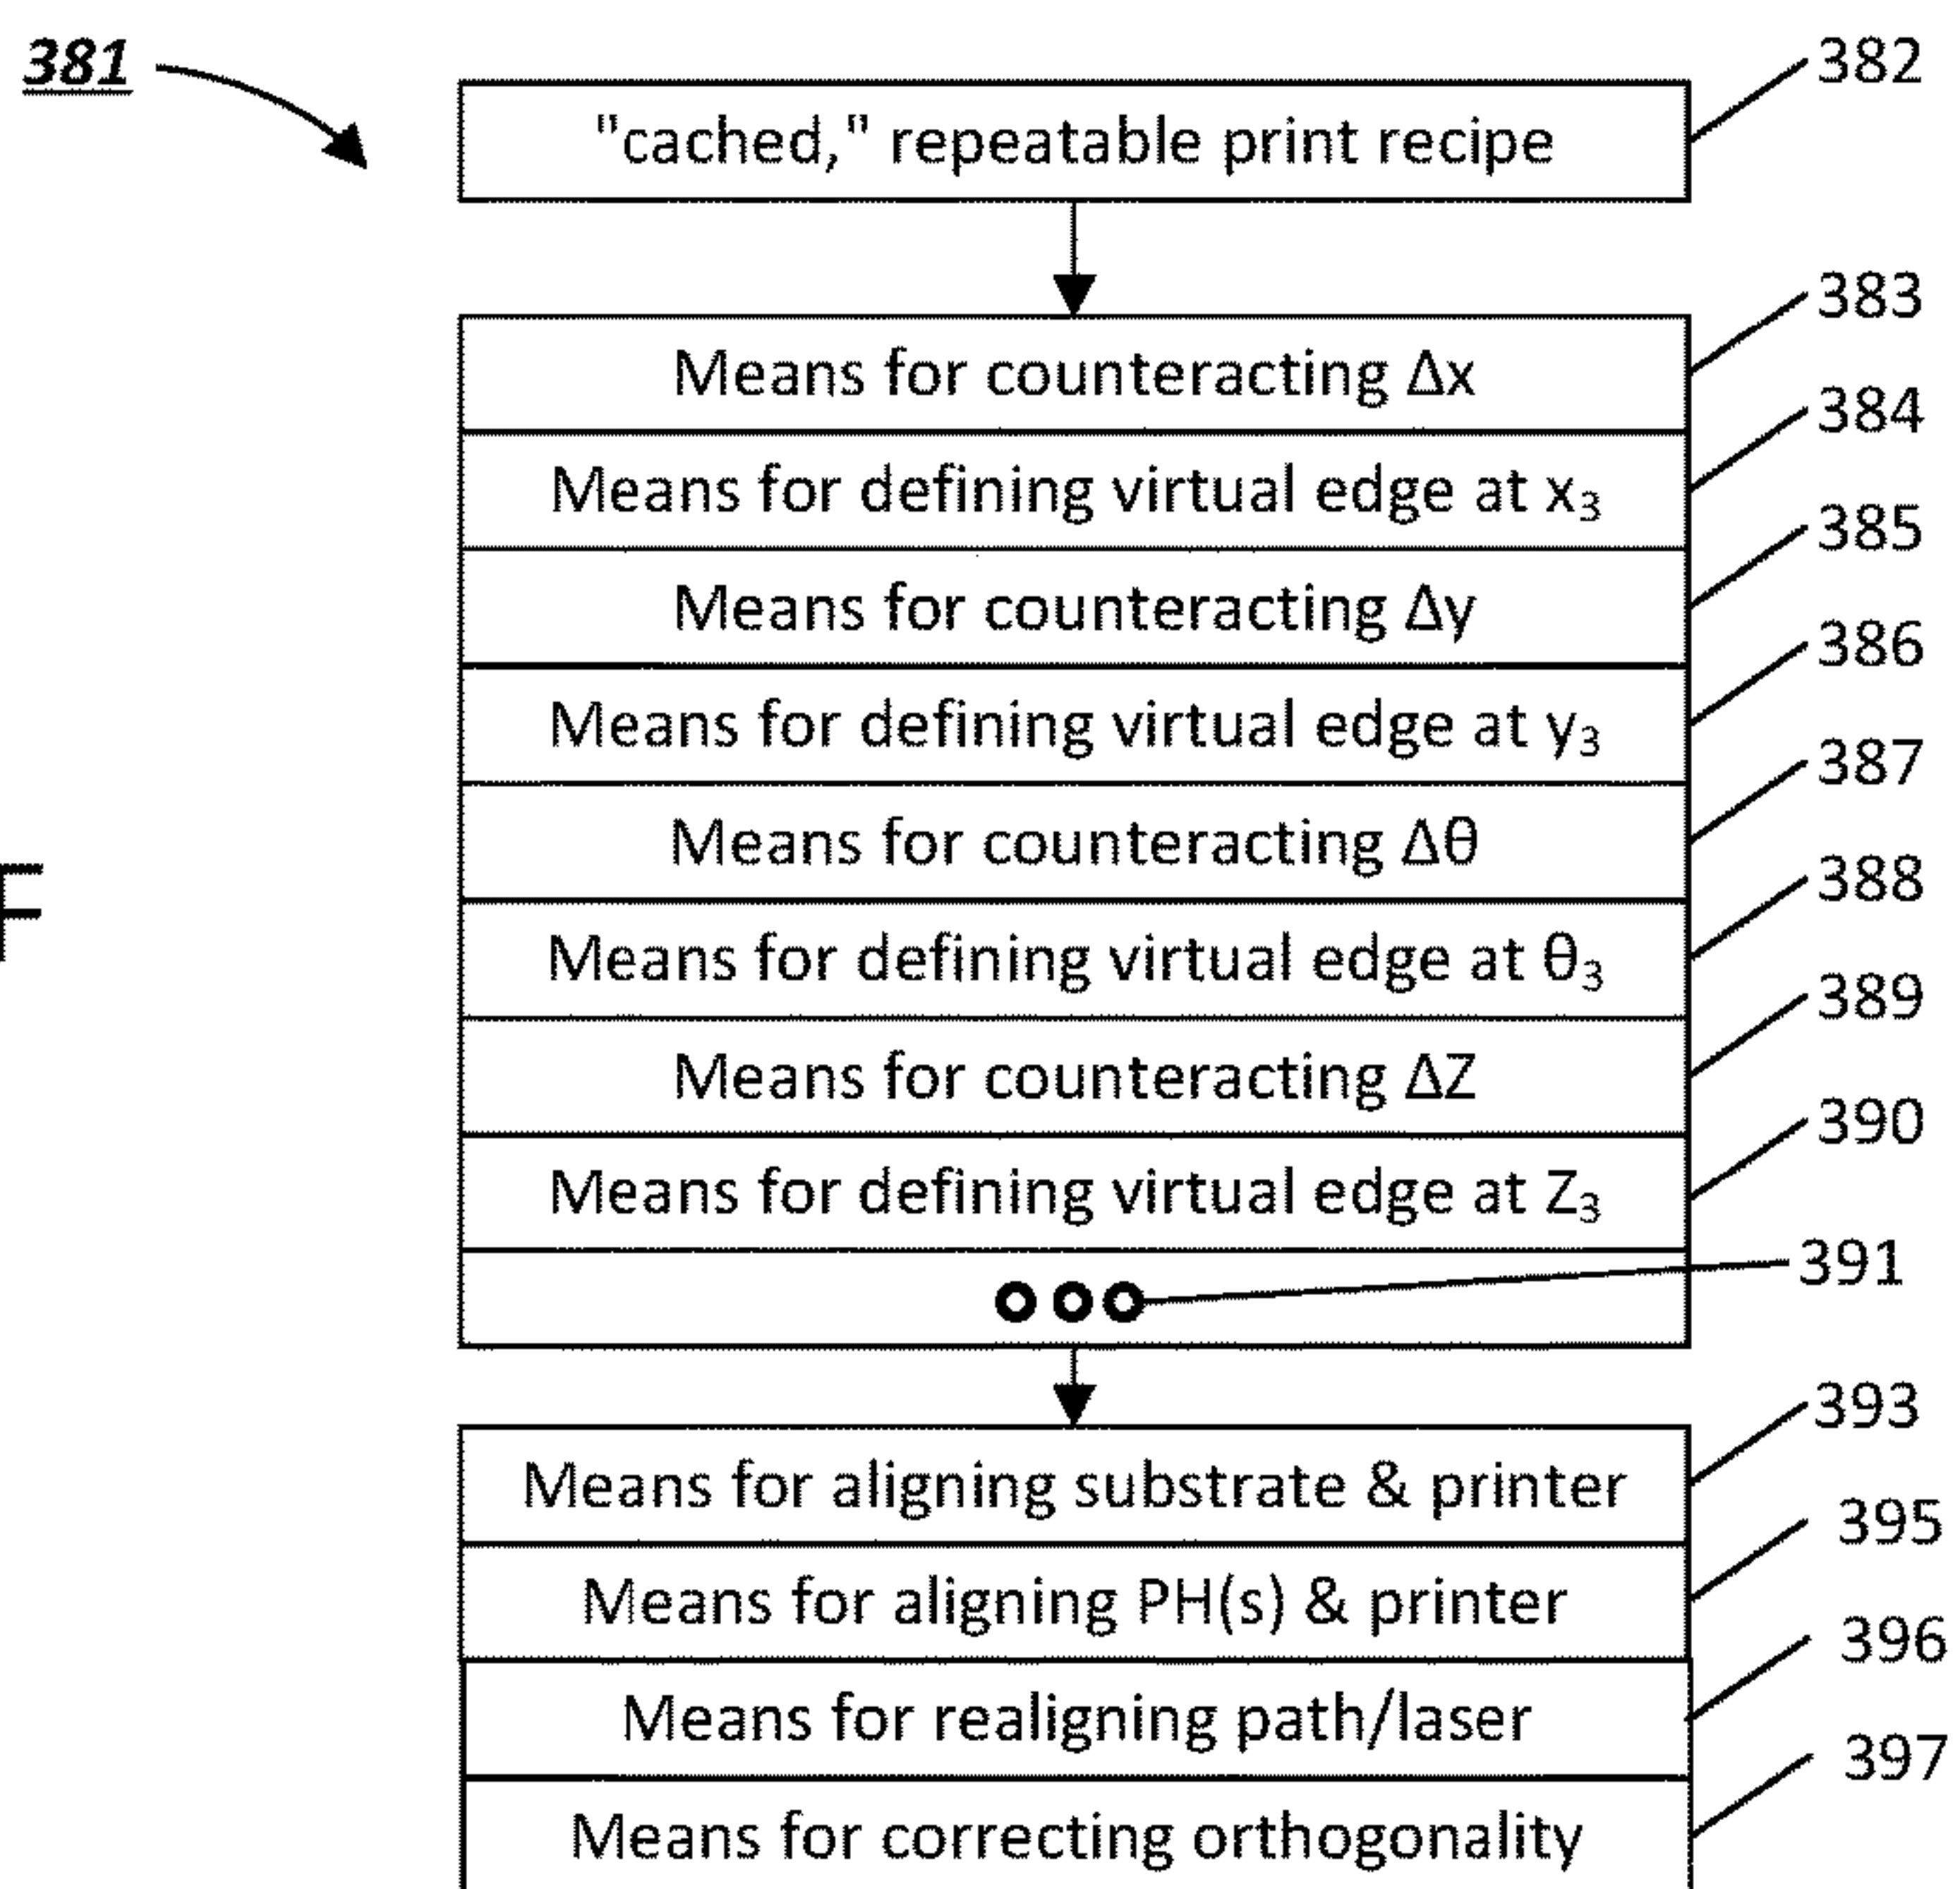 381
382
"cached," repeatable print recipe
383
Means for counteracting Δx
384
Means for defining virtual edge at x₃
385
Means for counteracting Δy
386
Means for defining virtual edge at y₃
387
Means for counteracting Δθ
388
Means for defining virtual edge at θ₃
389
Means for counteracting ΔZ
390
Means for defining virtual edge at Z₃
391
393
Means for aligning substrate & printer
395
Means for aligning PH(s) & printer
396
Means for realigning path/laser
397
Means for correcting orthogonality